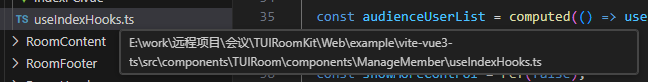 TS useIndexHooks.ts
35
const audienceUserList = computed(() => use
RoomContent
E:\work\远程项目\会议\TUIRoomKit\Web\example\vite-vue3-
ts\src\components\TUIRoom\components\ManageMember\useIndexHooks.ts
RoomFooter